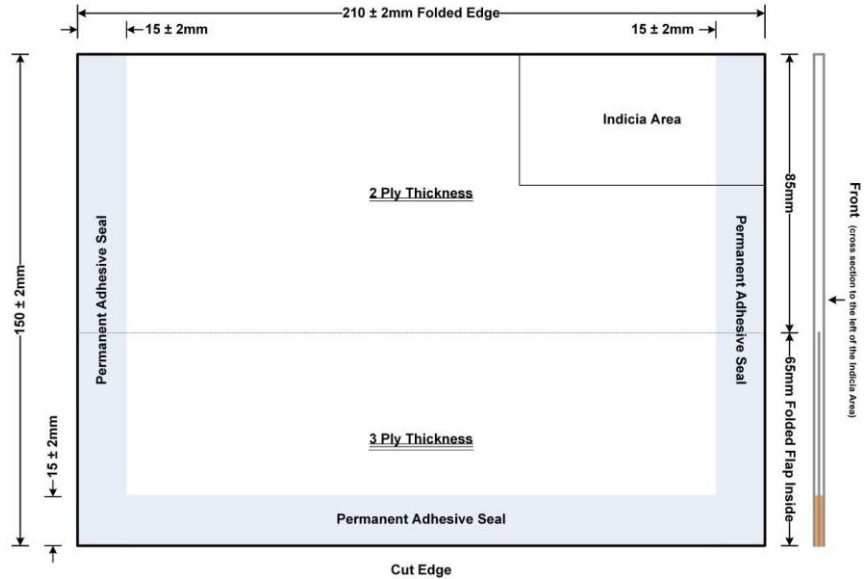 210 ± 2mm Folded Edge
15 ± 2mm
15 ± 2mm
Indicia Area
2 Ply Thickness
85mm
Front (cross section to the left of the Indicia Area)
Permanent Adhesive Seal
Permanent Adhesive Seal
150 ± 2mm
65mm Folded Flap Inside
3 Ply Thickness
15 ± 2mm
Permanent Adhesive Seal
Cut Edge